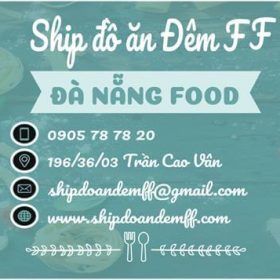 Ship đồ ăn Đêm FF
ĐÀ NẴNG FOOD
0905 78 78 20
196/36/03 Trần Cao Vân
shipdoandemff@gmail.com
www.shipdoandemff.com